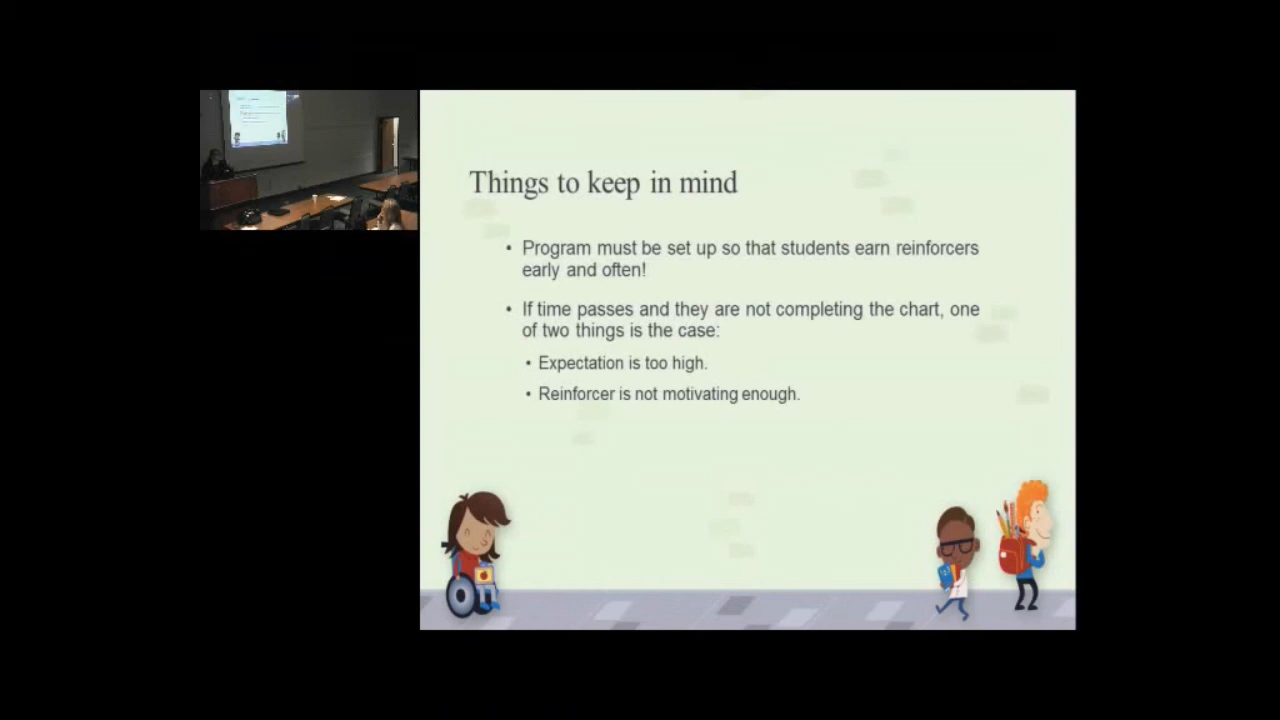 Things to keep in mind
• Program must be set up so that students earn reinforcers
early and often!
• If time passes and they are not completing the chart, one
of two things is the case:
• Expectation is too high.
• Reinforcer is not motivating enough.